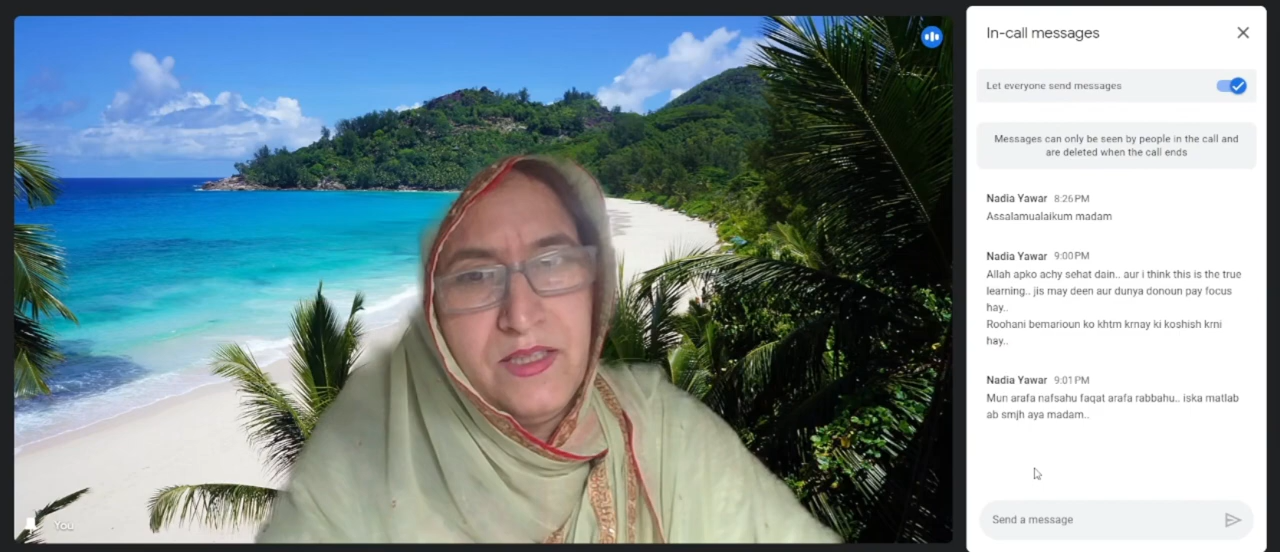 In-call messages
Let everyone send messages
Messages can only be seen by people in the call and
are deleted when the call ends
Nadia Yawar 8:26 PM
Assalamualaikum madam
Nadia Yawar 9:00 PM
Allah apko achy sehat dain.. aur i think this is the true
learning.. jis may deen aur dunya donoun pay focus
hay..
Roohani bemarioun ko khtm krnay ki koshish krni
hay..
Nadia Yawar 9:01 PM
Mun arafa nafsahu faqat arafa rabbahu.. iska matlab
ab smjh aya madam..
Send a message
You